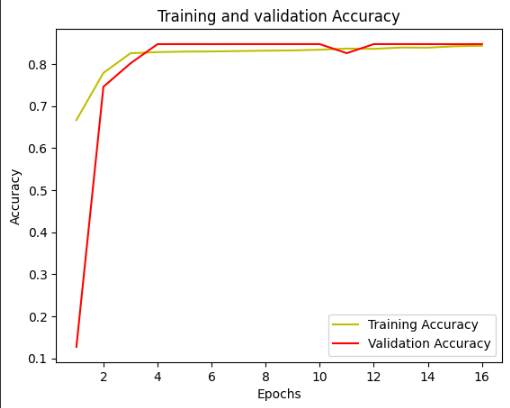 Training and validation Accuracy
Accuracy
0.8
0.7
0.6
0.5
0.4
0.3
0.2
0.1
Training Accuracy
Validation Accuracy
2 4 6 8 10 12 14 16
Epochs